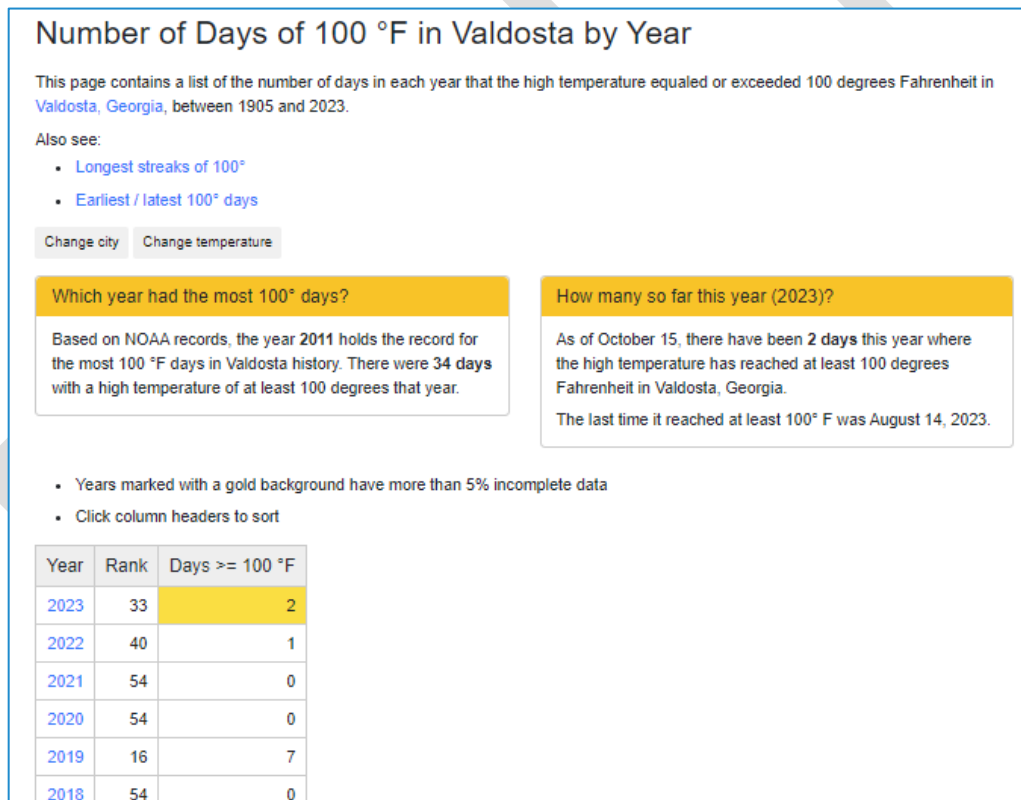 Number of Days of 100 °F in Valdosta by Year
This page contains a list of the number of days in each year that the high temperature equaled or exceeded 100 degrees Fahrenheit in
Valdosta, Georgia, between 1905 and 2023.
Also see:
• Longest streaks of 100°
• Earliest / latest 100° days
Change city Change temperature
Which year had the most 100° days?
Based on NOAA records, the year 2011 holds the record for
the most 100 °F days in Valdosta history. There were 34 days
with a high temperature of at least 100 degrees that year.
How many so far this year (2023)?
As of October 15, there have been 2 days this year where
the high temperature has reached at least 100 degrees
Fahrenheit in Valdosta, Georgia.
The last time it reached at least 100° F was August 14, 2023.
• Years marked with a gold background have more than 5% incomplete data
• Click column headers to sort
Year Rank Days >= 100 °F
2023 33 2
2022 40 1
2021 54 0
2020 54 0
2019 16 7
2018 54 0